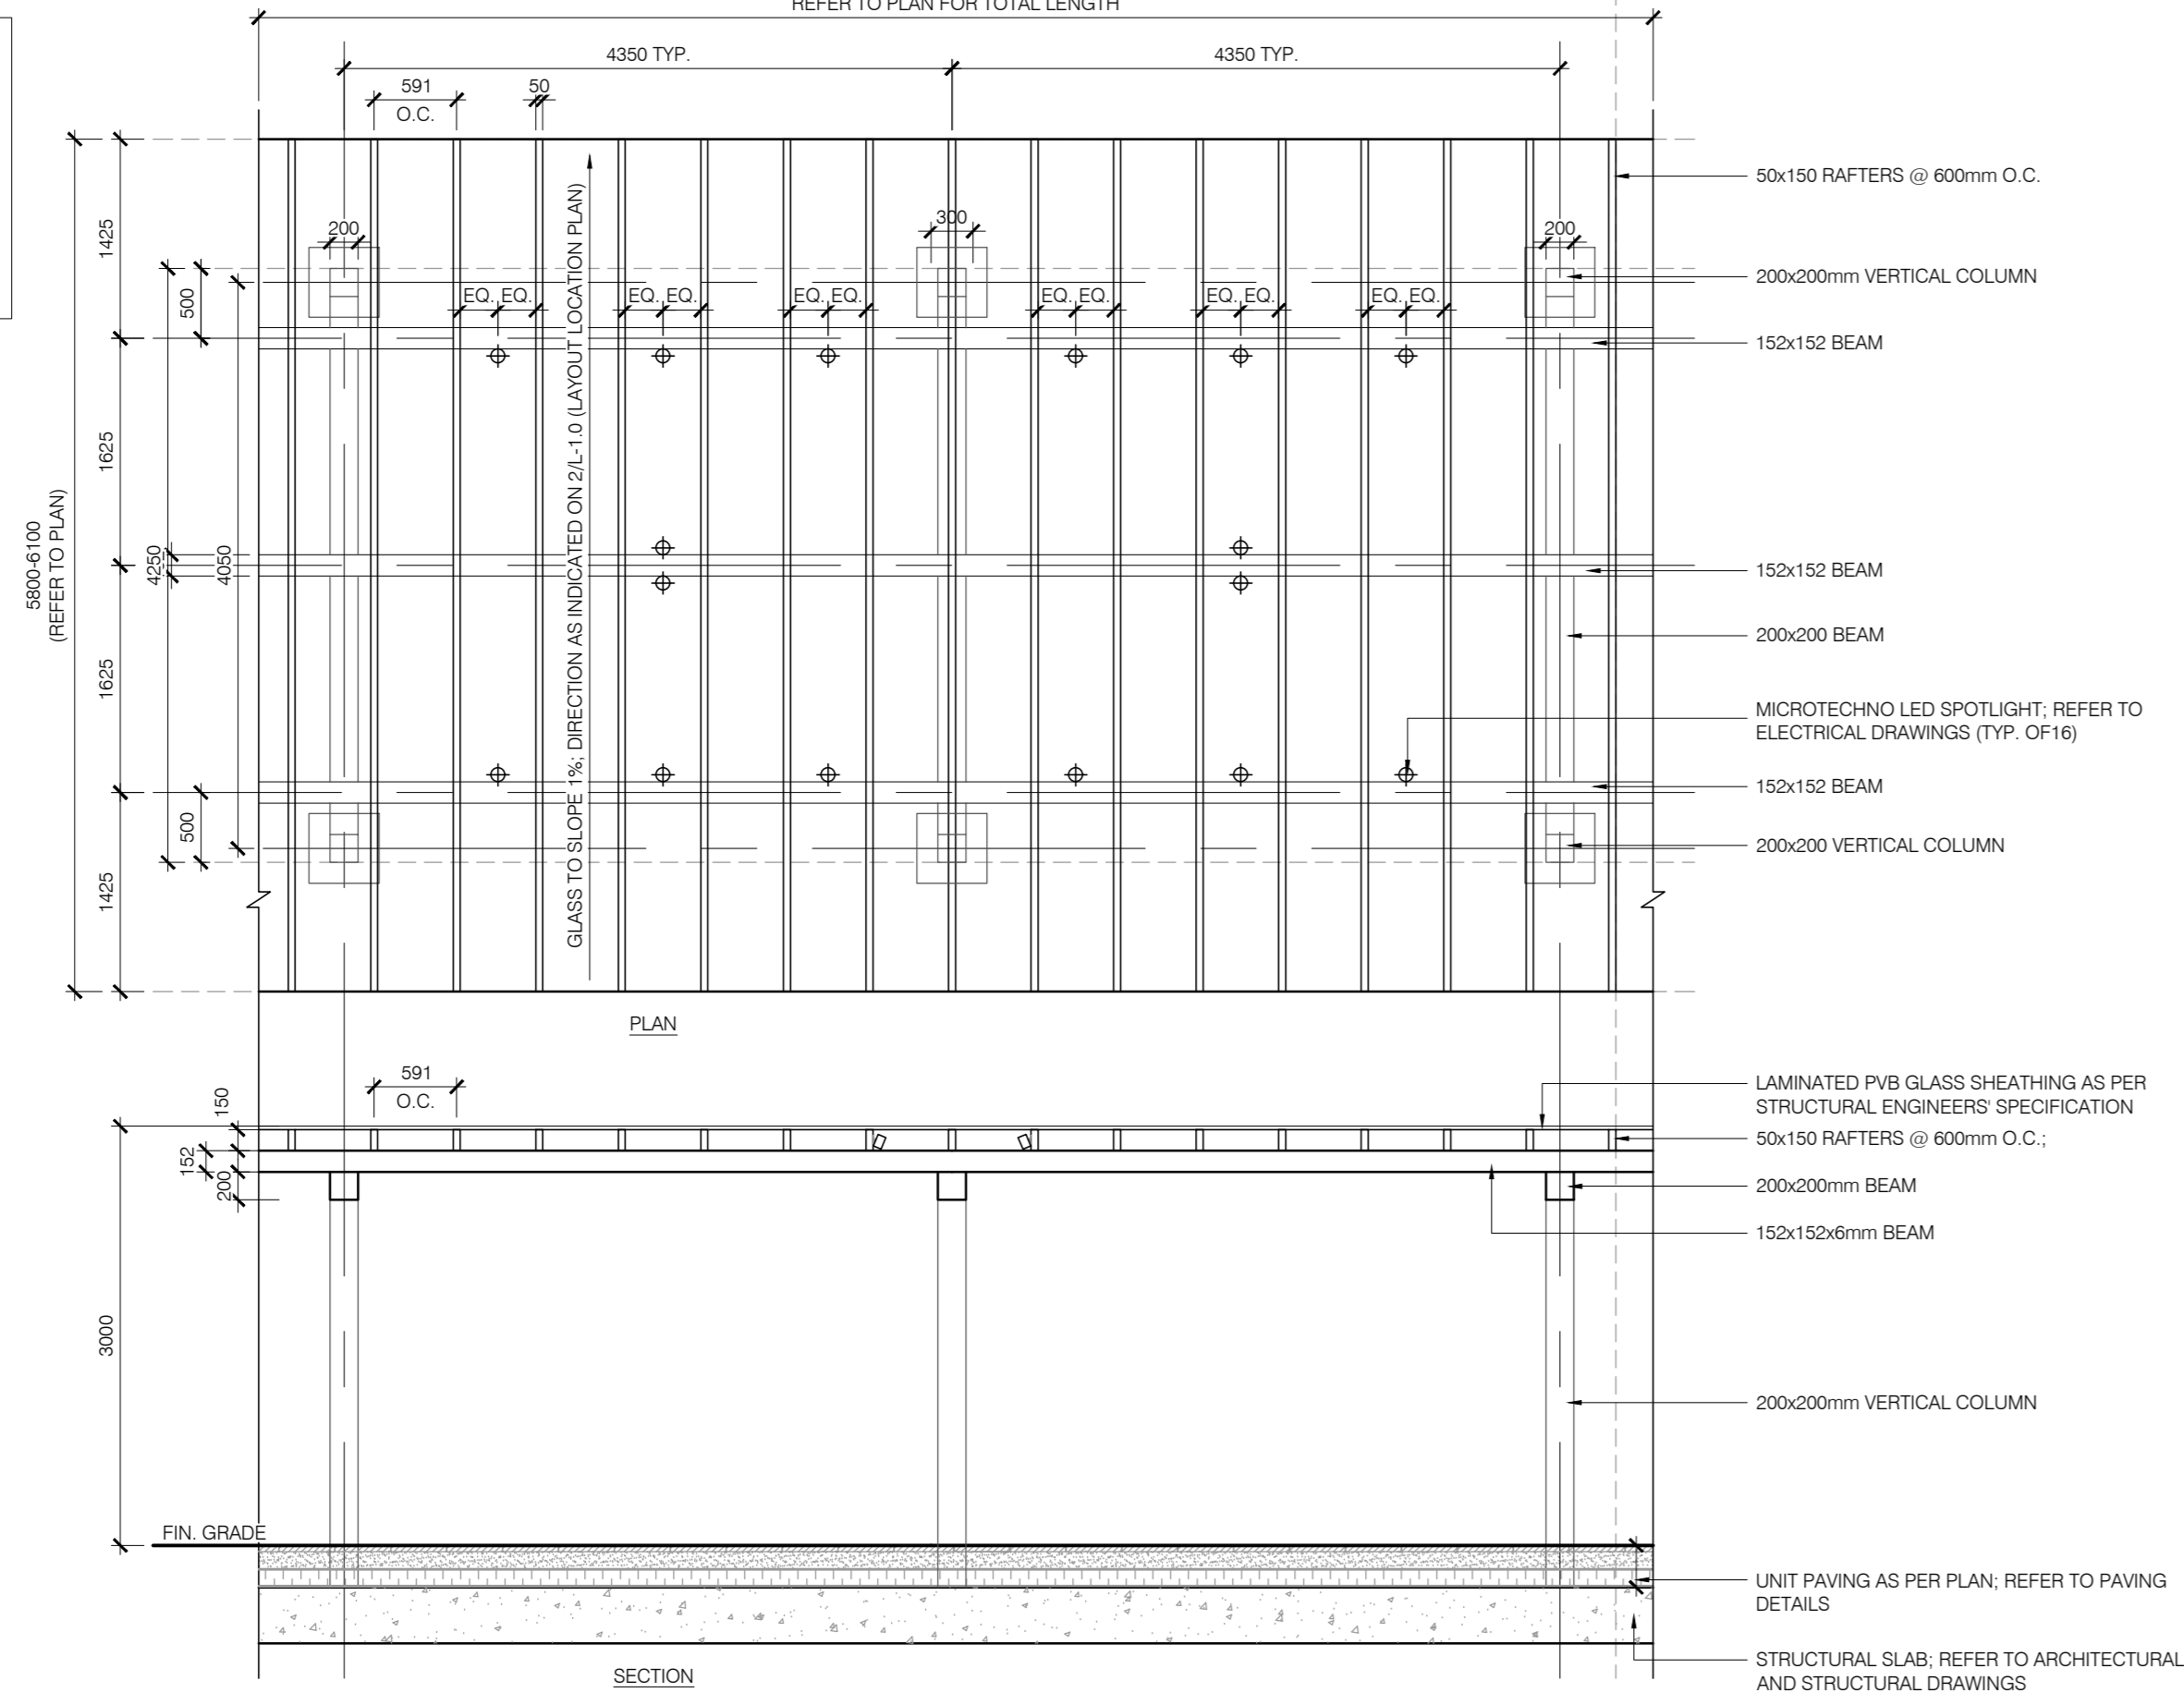 REFER TO PLAN FOR TOTAL LENGTH
4350 TYP.
4350 TYP.
591
O.C.
50
50x150 RAFTERS @ 600mm O.C.
1425
200
300
200
200x200mm VERTICAL COLUMN
500
EQ. EQ.
EQ. EQ.
EQ. EQ.
EQ. EQ.
EQ. EQ.
EQ. EQ.
152x152 BEAM
GLASS TO SLOPE 1%; DIRECTION AS INDICATED ON 2/L-1.0 (LAYOUT LOCATION PLAN)
1625
5800-6100
(REFER TO PLAN)
4250
4050
152x152 BEAM
200x200 BEAM
1625
MICROTECHNO LED SPOTLIGHT; REFER TO
ELECTRICAL DRAWINGS (TYP. OF16)
152x152 BEAM
500
200x200 VERTICAL COLUMN
1425
PLAN
591
O.C.
150
LAMINATED PVB GLASS SHEATHING AS PER
STRUCTURAL ENGINEERS' SPECIFICATION
50x150 RAFTERS @ 600mm O.C.;
152
200
200x200mm BEAM
152x152x6mm BEAM
3000
200x200mm VERTICAL COLUMN
FIN. GRADE
UNIT PAVING AS PER PLAN; REFER TO PAVING
DETAILS
STRUCTURAL SLAB; REFER TO ARCHITECTURAL
AND STRUCTURAL DRAWINGS
SECTION